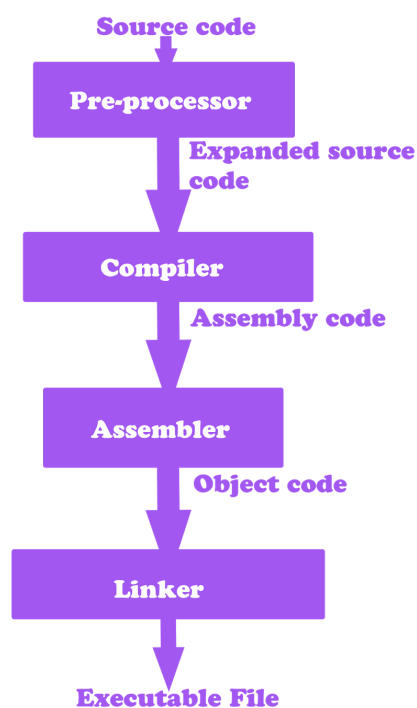 Source code
Pre-processor
Expanded source
code
Compiler
Assembly code
Assembler
Object code
Linker
Executable File